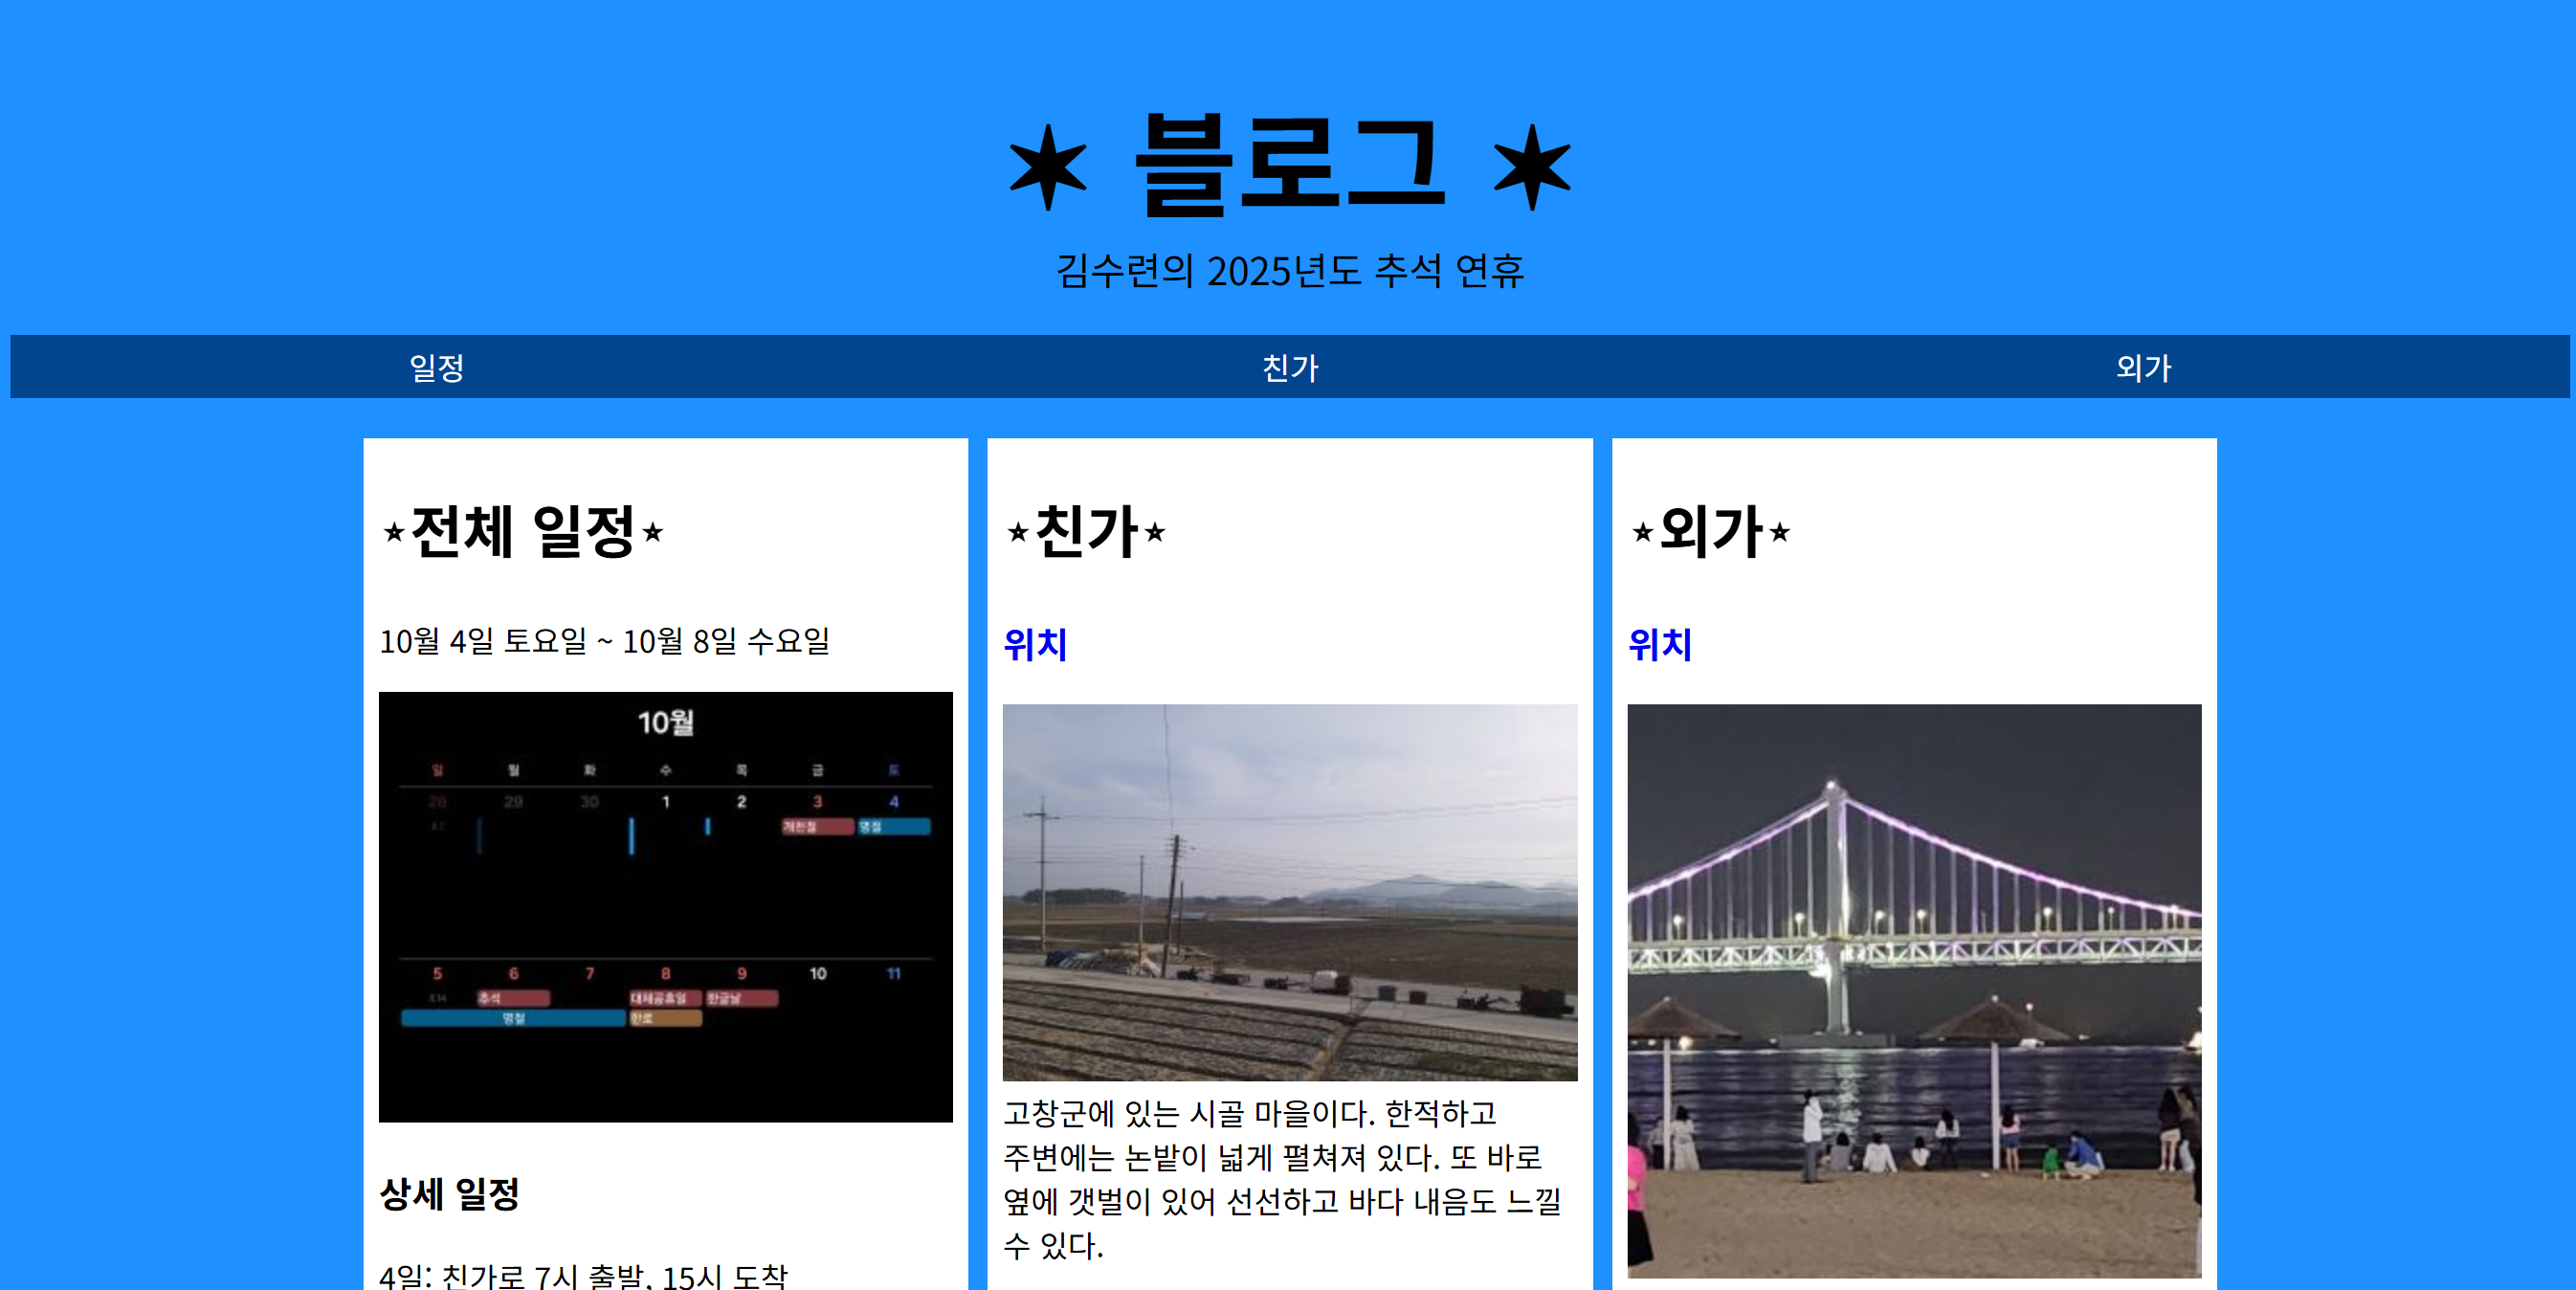 ✶ 블로그 ✶
김수련의 2025년도 추석 연휴
일정
친가
외가
⭑전체 일정⭑
10월 4일 토요일 ~ 10월 8일 수요일
10월
일 월 화 수 목 금 토
28 29 30 1 2 3 4
개천절 명절
5 6 7 8 9 10 11
8.14 추석 대체공휴일 한글날
명절 한로
상세 일정
4일: 친가로 7시 출발, 15시 도착
⭑친가⭑
위치
고창군에 있는 시골 마을이다. 한적하고
주변에는 논밭이 넓게 펼쳐져 있다. 또 바로
옆에 갯벌이 있어 선선하고 바다 내음도 느낄
수 있다.
⭑외가⭑
위치